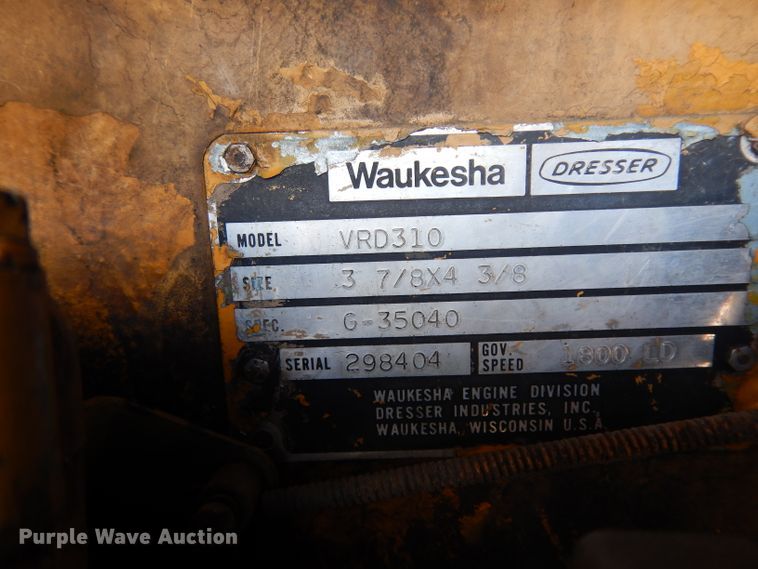 Waukesha DRESSER
MODEL VRD310
SIZE 3 7/8X4 3/8
SPEC. G-35040
SERIAL 298404 GOV. SPEED 1800 LD
WAUKESHA ENGINE DIVISION
DRESSER INDUSTRIES, INC.
WAUKESHA, WISCONSIN U.S.A
Purple Wave Auction